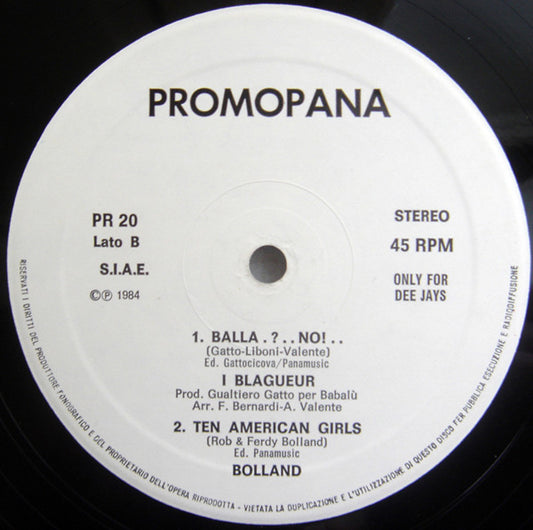 PROMOPANA
PR 20
Lato B
S.I.A.E.
©℗ 1984
STEREO
45 RPM
ONLY FOR
DEE JAYS
1. BALLA . ? . . NO! . .
(Gatto-Liboni-Valente)
Ed. Gattocicova/Panamusic
I BLAGUEUR
Prod. Gualtiero Gatto per Babalù
Arr. F. Bernardi-A. Valente
2. TEN AMERICAN GIRLS
(Rob & Ferdy Bolland)
Ed. Panamusic
BOLLAND
RISERVATI I DIRITTI DEL PRODUTTORE FONOGRAFICO E DEL PROPRIETARIO DELL'OPERA RIPRODOTTA - VIETATA LA DUPLICAZIONE E L'UTILIZZAZIONE DI QUESTO DISCO PER PUBBLICA ESECUZIONE E RADIODIFFUSIONE